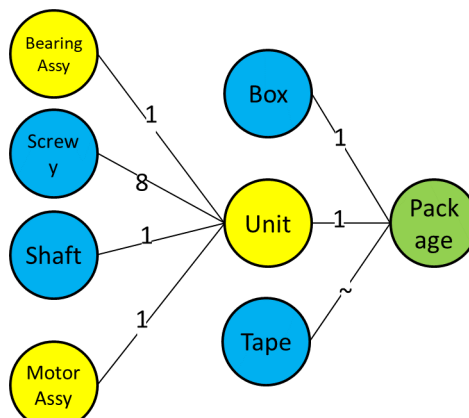 Bearing
Assy
Screw
y
Shaft
Motor
Assy
1
8
1
1
Unit
Box
Tape
1
1
~
Pack
age